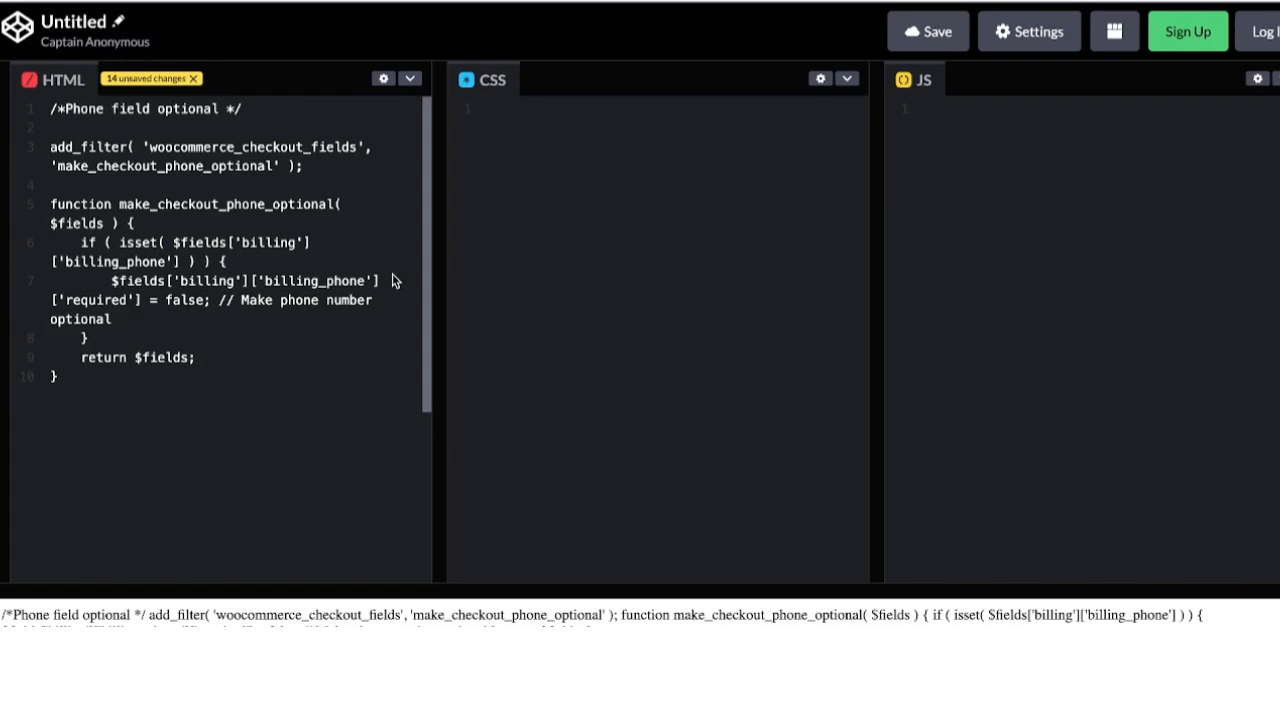 Untitled
Captain Anonymous
Save
Settings
Sign Up
Log I
HTML
14 unsaved changes X
CSS
JS
1 /*Phone field optional */
2
3 add_filter( 'woocommerce_checkout_fields',
'make_checkout_phone_optional' );
4
5 function make_checkout_phone_optional(
$fields ) {
6 if ( isset( $fields['billing']
['billing_phone'] ) ) {
7 $fields['billing']['billing_phone']
['required'] = false; // Make phone number
optional
8 }
9 return $fields;
10 }
1
1
/*Phone field optional */ add_filter( 'woocommerce_checkout_fields', 'make_checkout_phone_optional' ); function make_checkout_phone_optional( $fields ) { if ( isset( $fields['billing']['billing_phone'] ) ) {